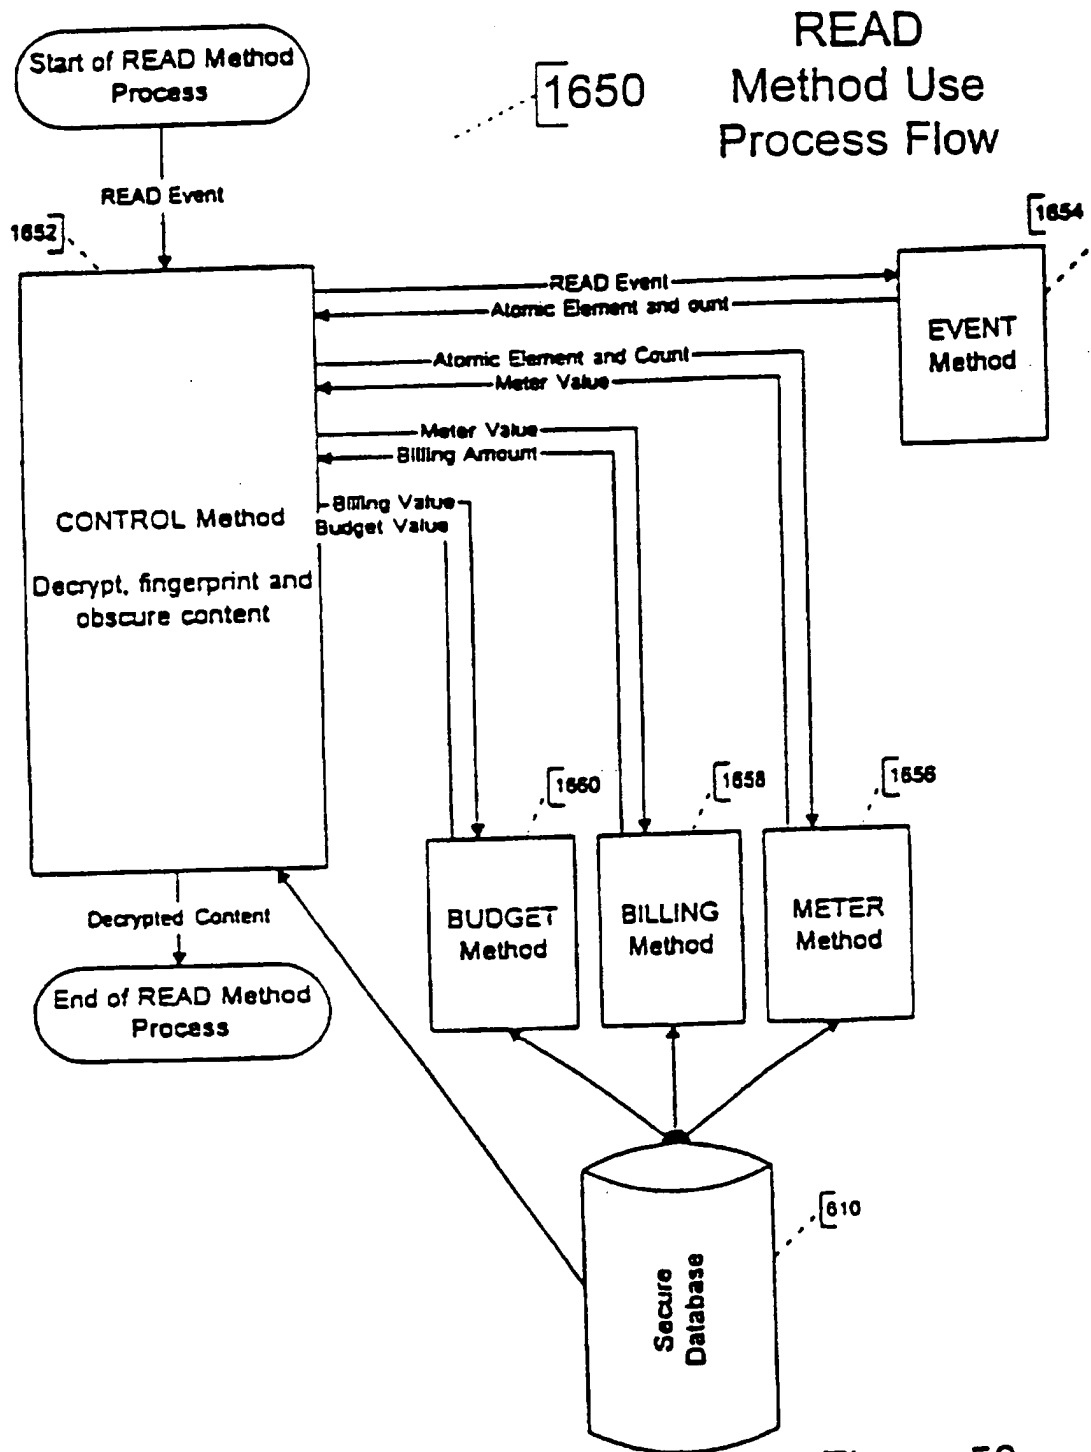 READ
Method Use
Process Flow
1650
Start of READ Method
Process
READ Event
1652
1654
READ Event
Atomic Element and ount
EVENT
Method
Atomic Element and Count
Meter Value
Meter Value
Billing Amount
Billing Value
Budget Value
CONTROL Method
Decrypt, fingerprint and
obscure content
1660
1658
1656
BUDGET
Method
BILLING
Method
METER
Method
Decrypted Content
End of READ Method
Process
610
Secure
Database